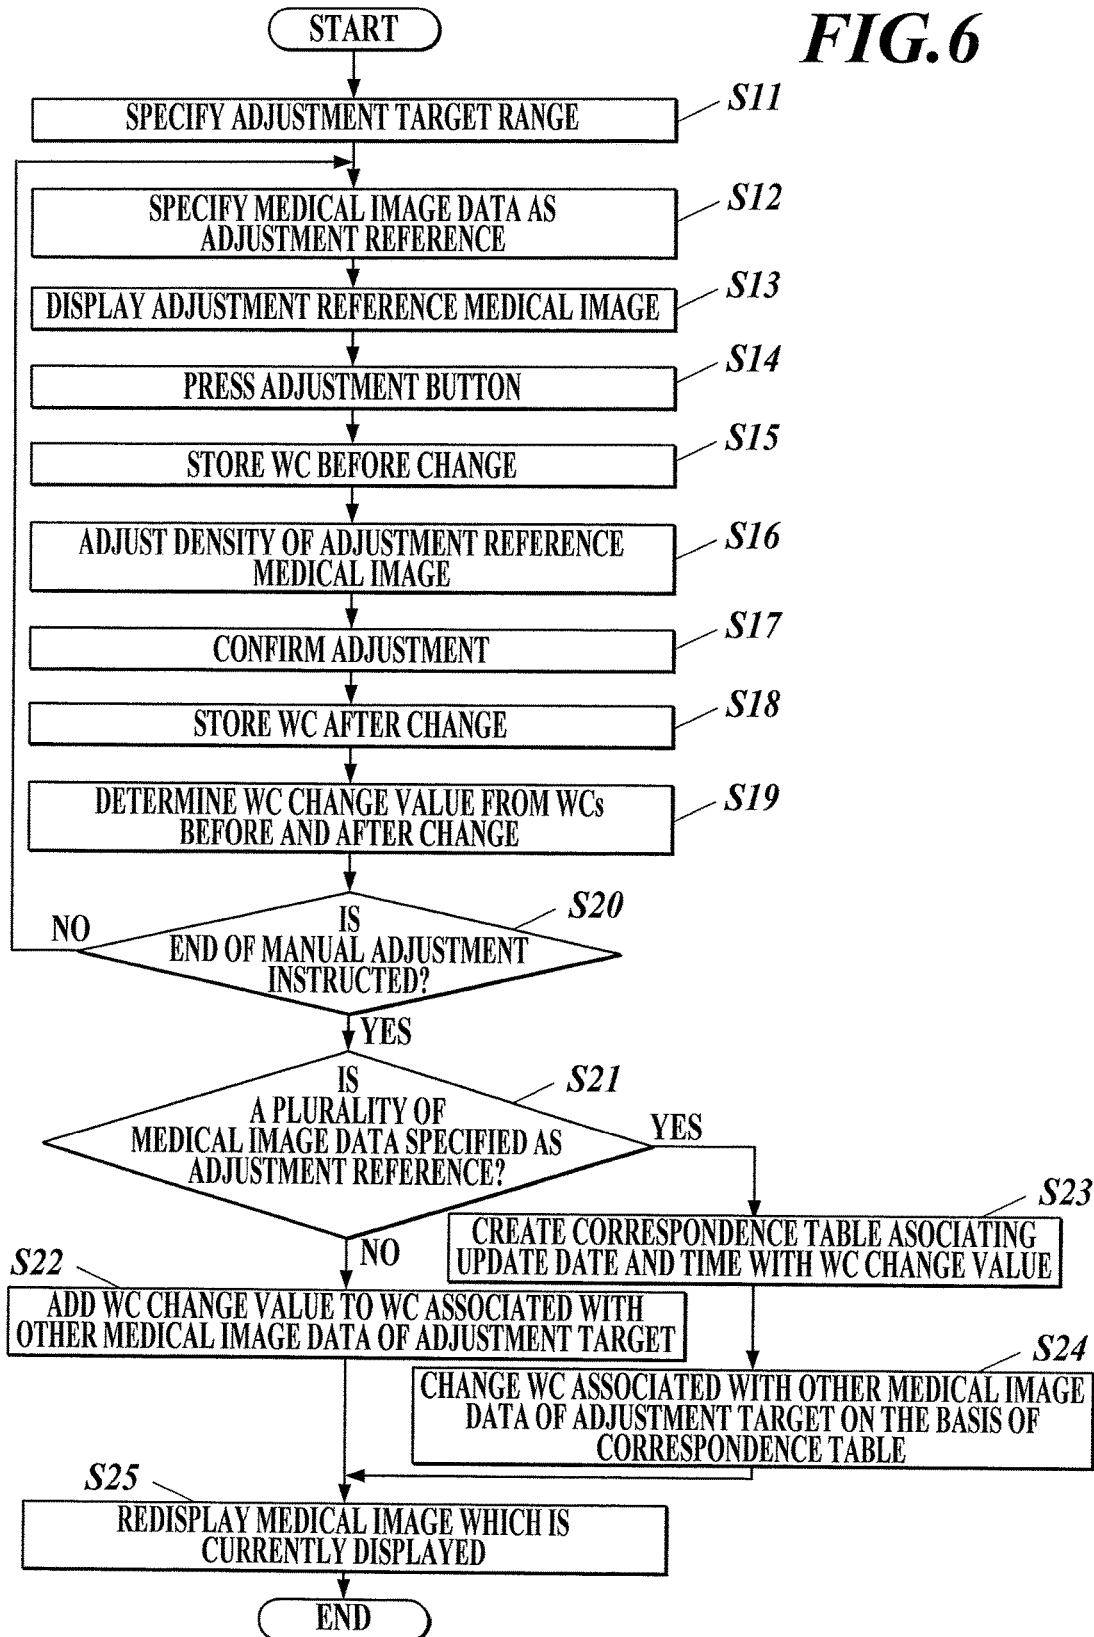 FIG.6
START
S11
SPECIFY ADJUSTMENT TARGET RANGE
S12
SPECIFY MEDICAL IMAGE DATA AS
ADJUSTMENT REFERENCE
S13
DISPLAY ADJUSTMENT REFERENCE MEDICAL IMAGE
S14
PRESS ADJUSTMENT BUTTON
S15
STORE WC BEFORE CHANGE
S16
ADJUST DENSITY OF ADJUSTMENT REFERENCE
MEDICAL IMAGE
S17
CONFIRM ADJUSTMENT
S18
STORE WC AFTER CHANGE
S19
DETERMINE WC CHANGE VALUE FROM WCs
BEFORE AND AFTER CHANGE
S20
NO
IS
END OF MANUAL ADJUSTMENT
INSTRUCTED?
YES
S21
IS
A PLURALITY OF
MEDICAL IMAGE DATA SPECIFIED AS
ADJUSTMENT REFERENCE?
YES
NO
S23
CREATE CORRESPONDENCE TABLE ASOCIATING
UPDATE DATE AND TIME WITH WC CHANGE VALUE
S22
ADD WC CHANGE VALUE TO WC ASSOCIATED WITH
OTHER MEDICAL IMAGE DATA OF ADJUSTMENT TARGET
S24
CHANGE WC ASSOCIATED WITH OTHER MEDICAL IMAGE
DATA OF ADJUSTMENT TARGET ON THE BASIS OF
CORRESPONDENCE TABLE
S25
REDISPLAY MEDICAL IMAGE WHICH IS
CURRENTLY DISPLAYED
END